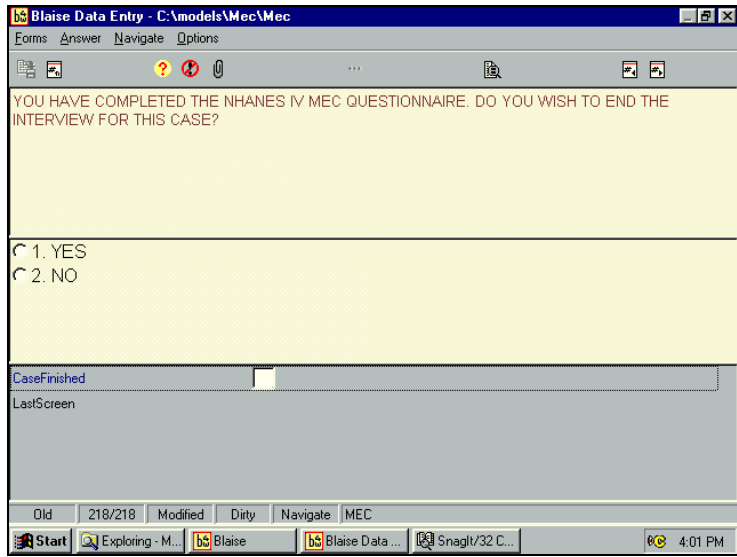 Blaise Data Entry - C:\models\Mec\Mec
Forms Answer Navigate Options
YOU HAVE COMPLETED THE NHANES IV MEC QUESTIONNAIRE. DO YOU WISH TO END THE
INTERVIEW FOR THIS CASE?
1. YES
2. NO
CaseFinished
LastScreen
Old 218/218 Modified Dirty Navigate MEC
Start Exploring - M... Blaise Blaise Data ... SnagIt/32 C... 4:01 PM